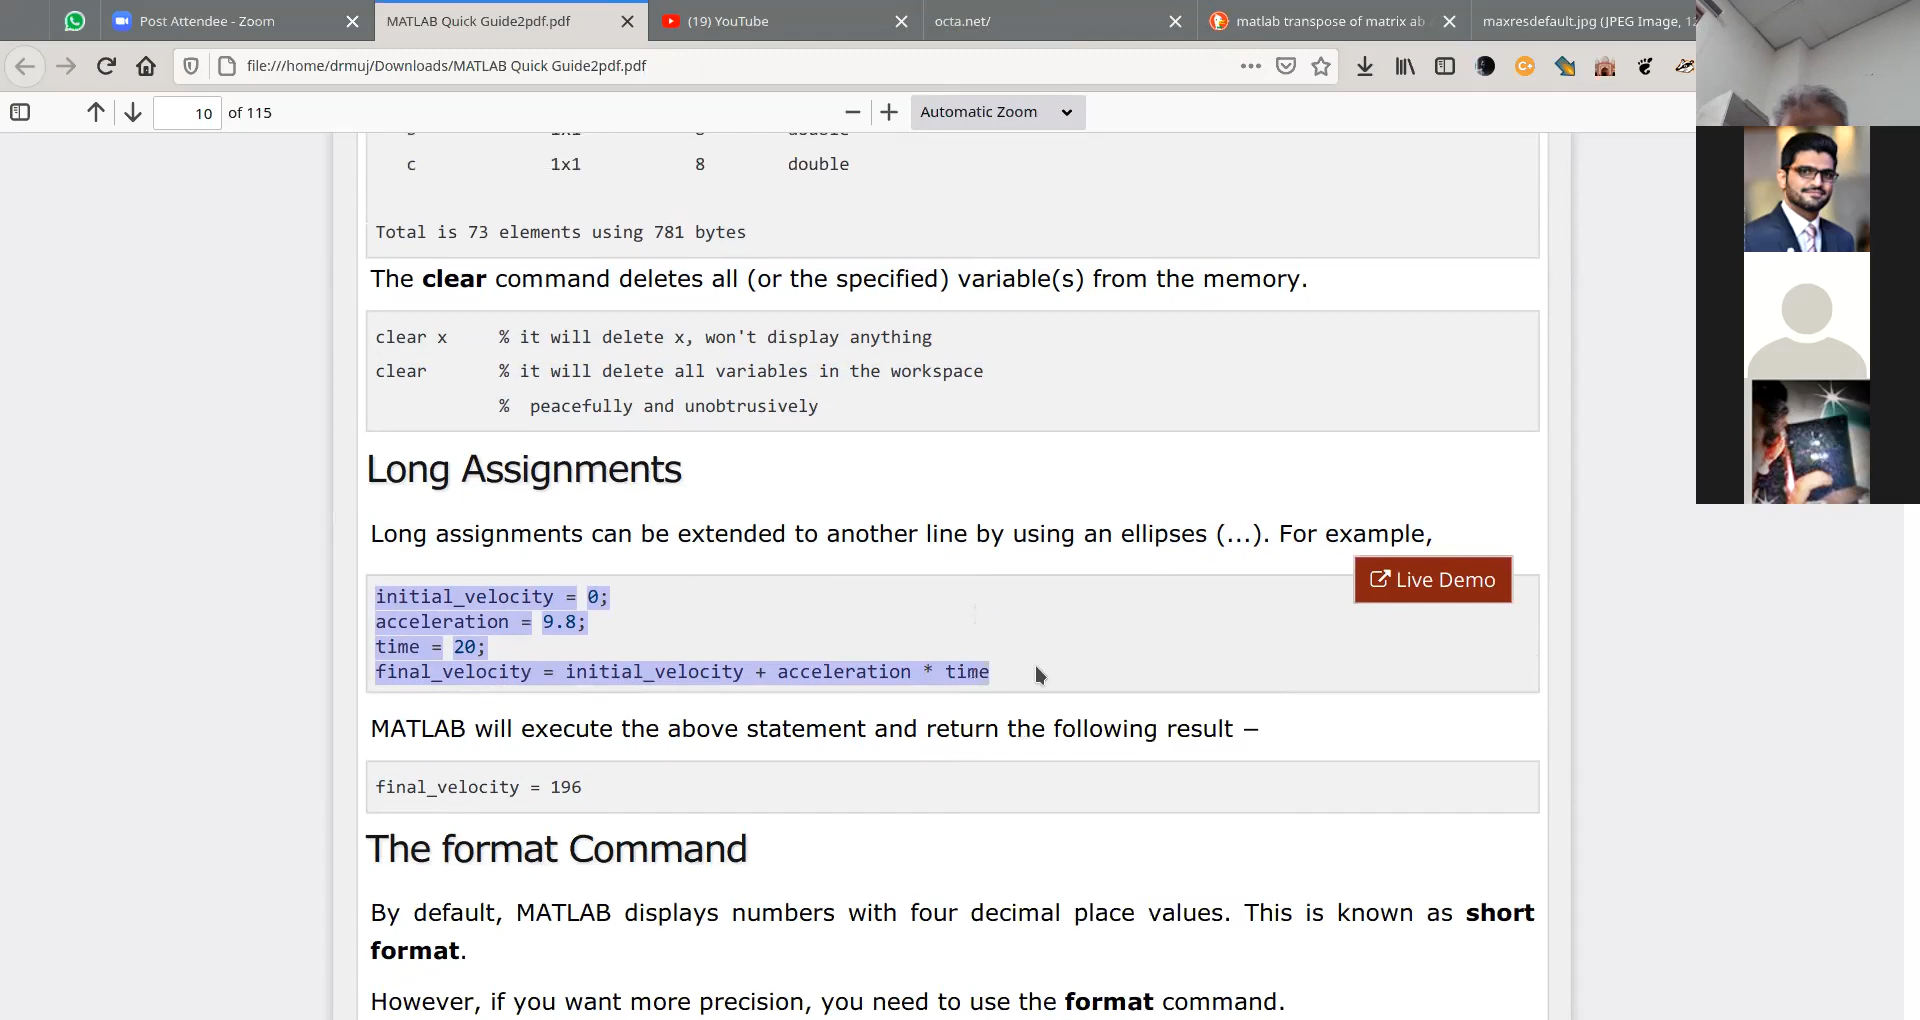 Post Attendee - Zoom
MATLAB Quick Guide2pdf.pdf
(19) YouTube
octa.net/
matlab transpose of matrix ab
maxresdefault.jpg (JPEG Image, 12
file:///home/drmuj/Downloads/MATLAB Quick Guide2pdf.pdf
10 of 115
Automatic Zoom
c 1x1 8 double
Total is 73 elements using 781 bytes
The clear command deletes all (or the specified) variable(s) from the memory.
clear x % it will delete x, won't display anything
clear % it will delete all variables in the workspace
% peacefully and unobtrusively
Long Assignments
Long assignments can be extended to another line by using an ellipses (...). For example,
Live Demo
initial_velocity = 0;
acceleration = 9.8;
time = 20;
final_velocity = initial_velocity + acceleration * time
MATLAB will execute the above statement and return the following result −
final_velocity = 196
The format Command
By default, MATLAB displays numbers with four decimal place values. This is known as short
format.
However, if you want more precision, you need to use the format command.